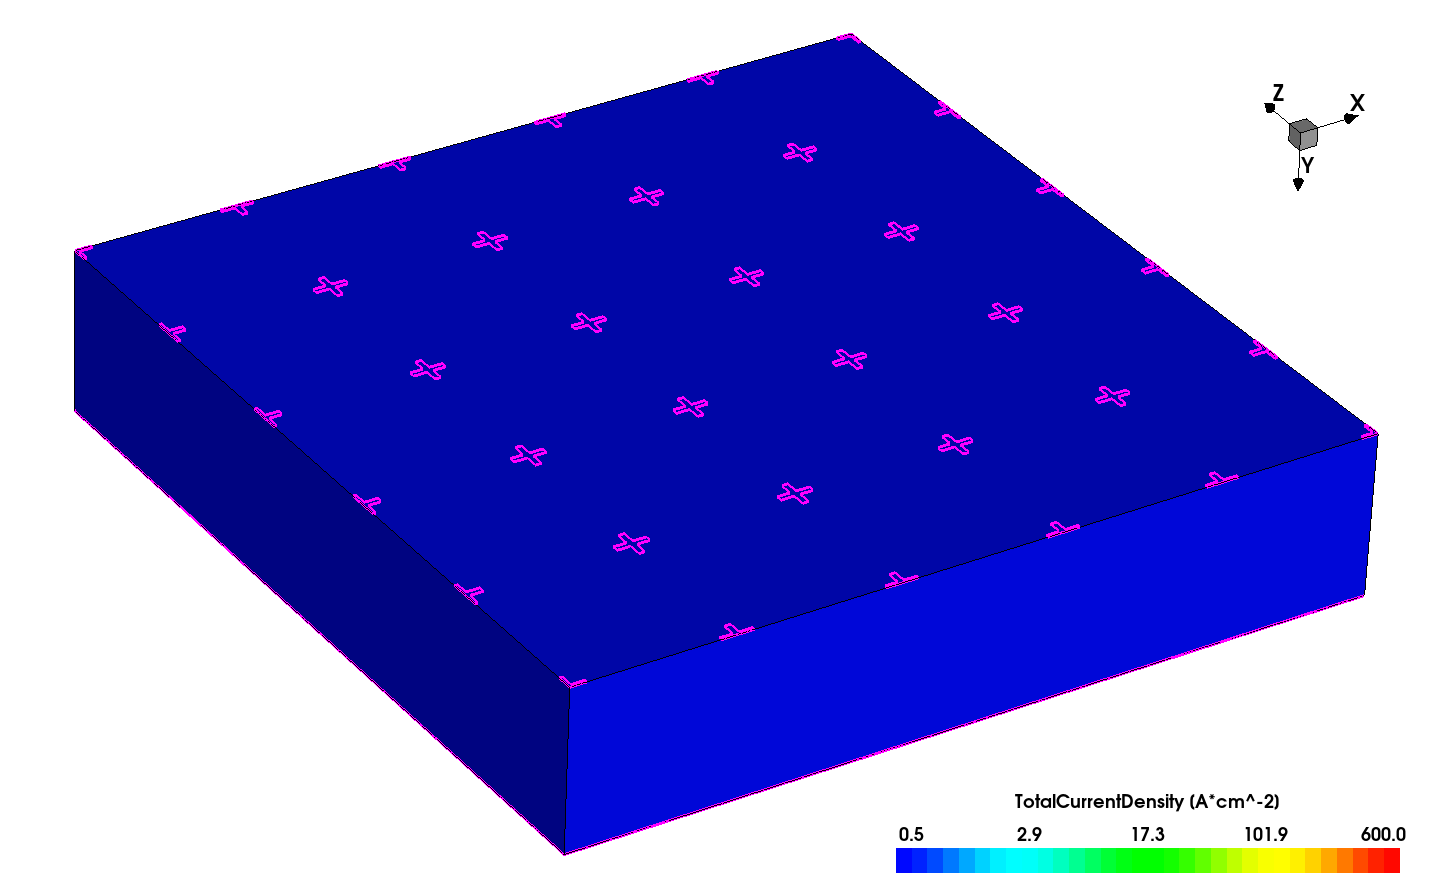 Z
X
Y
TotalCurrentDensity (A*cm^-2)
0.5 2.9 17.3 101.9 600.0